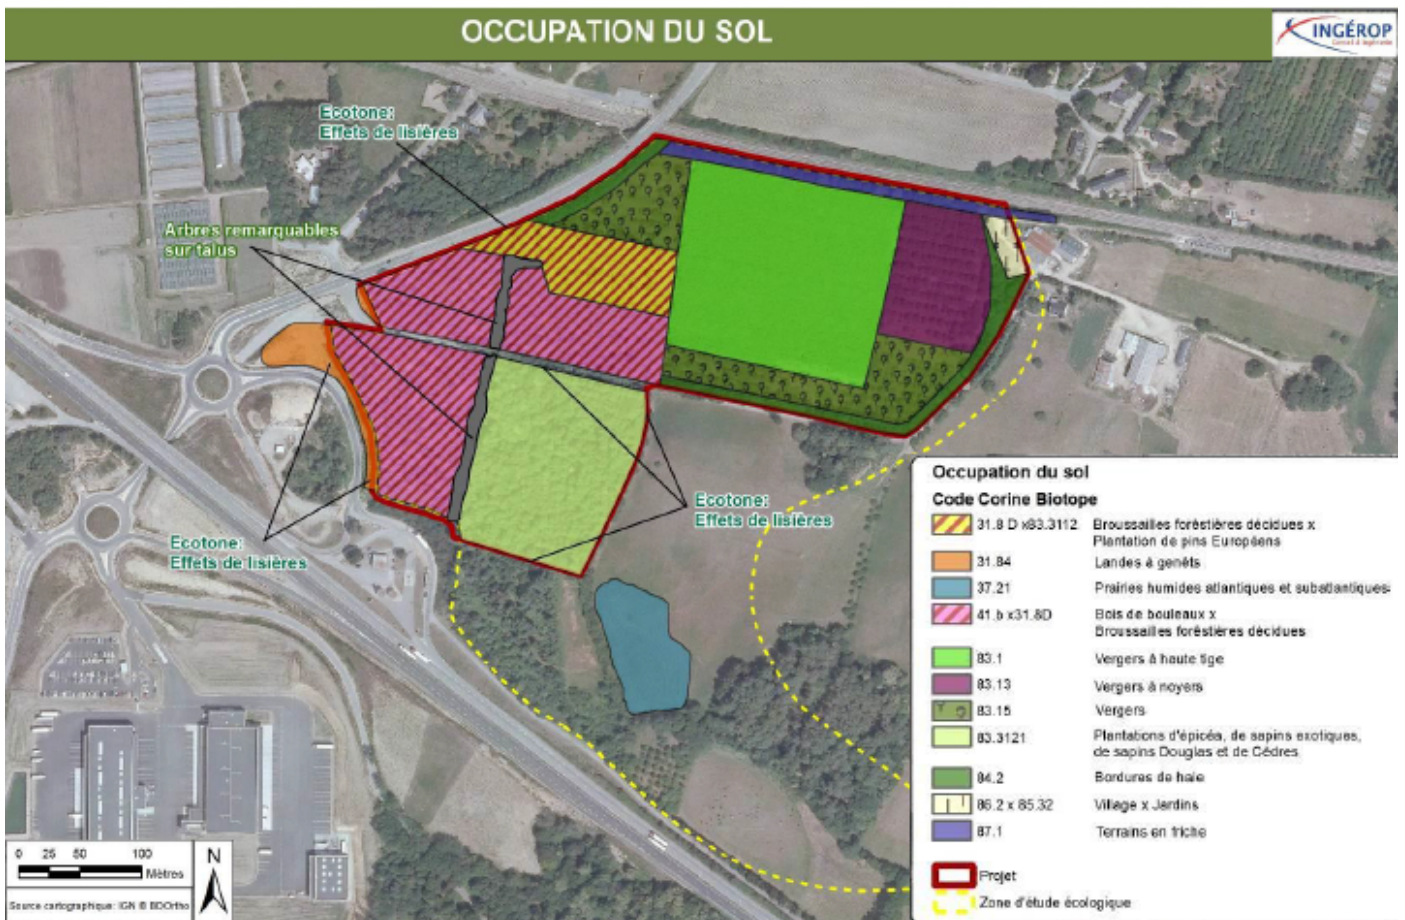 OCCUPATION DU SOL
INGÉROP
Conseil & Ingénierie
Ecotone:
Effets de lisières
Arbres remarquables
sur talus
Ecotone:
Effets de lisières
Ecotone:
Effets de lisières
Occupation du sol
Code Corine Biotope
31.8 D x83.3112 Broussailles foréstières décidues x
Plantation de pins Européens
31.84 Landes à genêts
37.21 Prairies humides atlantiques et subatlantiques
41.b x31.8D Bois de bouleaux x
Broussailles foréstières décidues
83.1 Vergers à haute tige
83.13 Vergers à noyers
83.15 Vergers
83.3121 Plantations d'épicéa, de sapins exotiques,
de sapins Douglas et de Cèdres
84.2 Bordures de haie
86.2 x 85.32 Village x Jardins
87.1 Terrains en friche
Projet
Zone d'étude écologique
0 25 50 100
Mètres
N
Source cartographique: IGN © BDOrtho